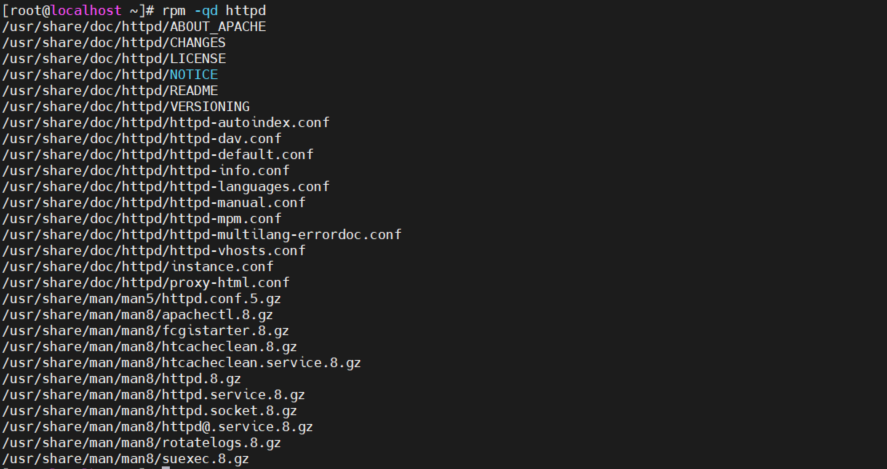 [root@localhost ~]# rpm -qd httpd
/usr/share/doc/httpd/ABOUT_APACHE
/usr/share/doc/httpd/CHANGES
/usr/share/doc/httpd/LICENSE
/usr/share/doc/httpd/NOTICE
/usr/share/doc/httpd/README
/usr/share/doc/httpd/VERSIONING
/usr/share/doc/httpd/httpd-autoindex.conf
/usr/share/doc/httpd/httpd-dav.conf
/usr/share/doc/httpd/httpd-default.conf
/usr/share/doc/httpd/httpd-info.conf
/usr/share/doc/httpd/httpd-languages.conf
/usr/share/doc/httpd/httpd-manual.conf
/usr/share/doc/httpd/httpd-mpm.conf
/usr/share/doc/httpd/httpd-multilang-errordoc.conf
/usr/share/doc/httpd/httpd-vhosts.conf
/usr/share/doc/httpd/instance.conf
/usr/share/doc/httpd/proxy-html.conf
/usr/share/man/man5/httpd.conf.5.gz
/usr/share/man/man8/apachectl.8.gz
/usr/share/man/man8/fcgistarter.8.gz
/usr/share/man/man8/htcacheclean.8.gz
/usr/share/man/man8/htcacheclean.service.8.gz
/usr/share/man/man8/httpd.8.gz
/usr/share/man/man8/httpd.service.8.gz
/usr/share/man/man8/httpd.socket.8.gz
/usr/share/man/man8/httpd@.service.8.gz
/usr/share/man/man8/rotatelogs.8.gz
/usr/share/man/man8/suexec.8.gz